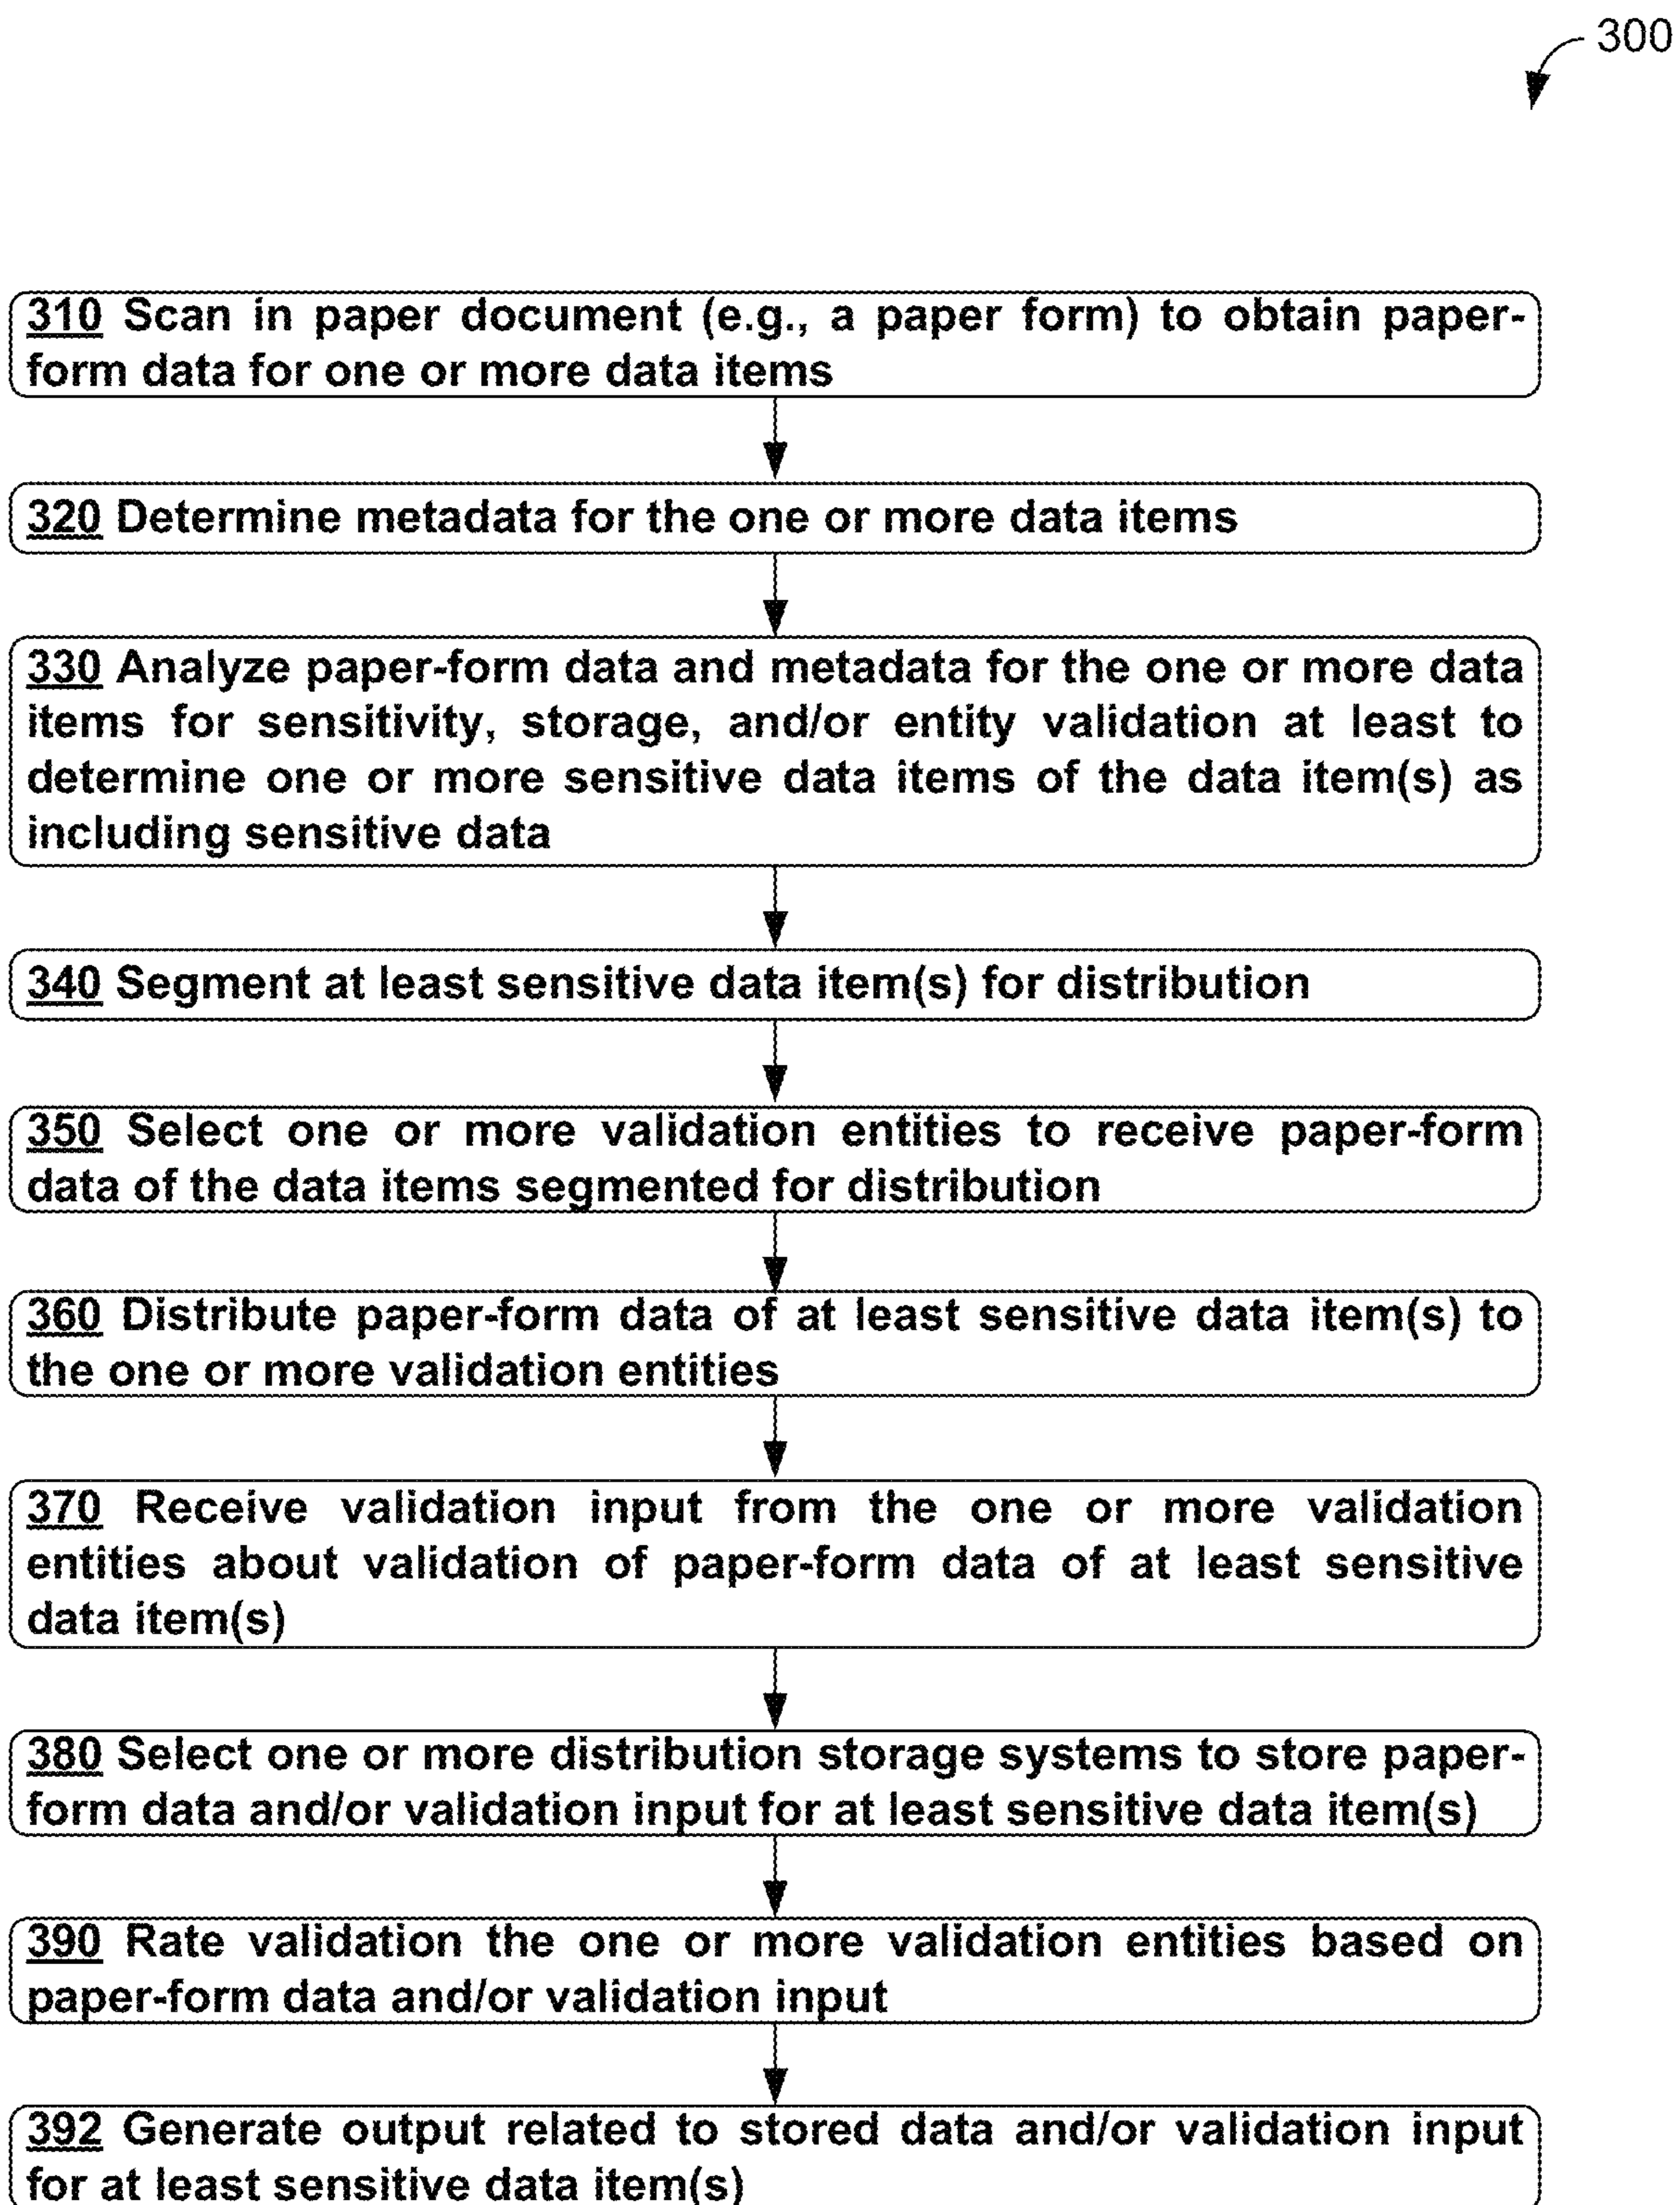 300
310 Scan in paper document (e.g., a paper form) to obtain paper-
form data for one or more data items
320 Determine metadata for the one or more data items
330 Analyze paper-form data and metadata for the one or more data
items for sensitivity, storage, and/or entity validation at least to
determine one or more sensitive data items of the data item(s) as
including sensitive data
340 Segment at least sensitive data item(s) for distribution
350 Select one or more validation entities to receive paper-form
data of the data items segmented for distribution
360 Distribute paper-form data of at least sensitive data item(s) to
the one or more validation entities
370 Receive validation input from the one or more validation
entities about validation of paper-form data of at least sensitive
data item(s)
380 Select one or more distribution storage systems to store paper-
form data and/or validation input for at least sensitive data item(s)
390 Rate validation the one or more validation entities based on
paper-form data and/or validation input
392 Generate output related to stored data and/or validation input
for at least sensitive data item(s)